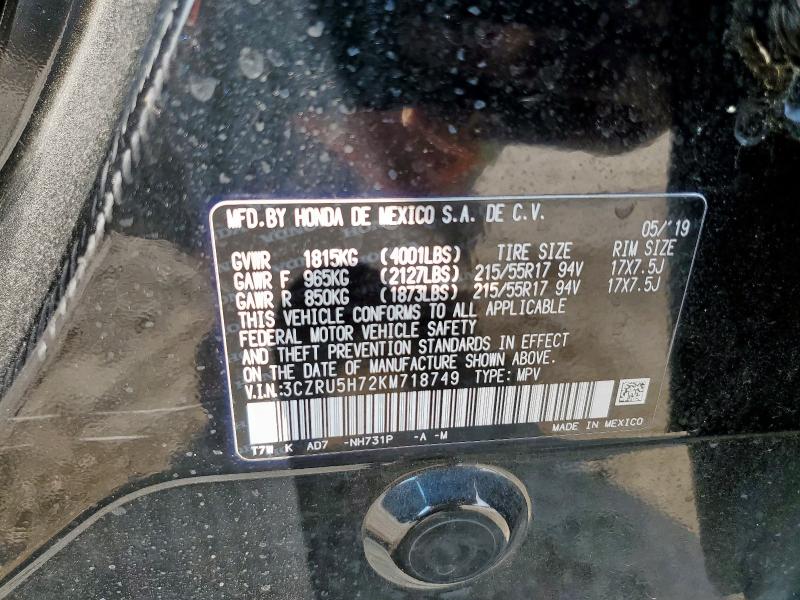 MFD.BY HONDA DE MEXICO S.A. DE C.V.
05/'19
GVWR 1815KG (4001LBS) TIRE SIZE RIM SIZE
GAWR F 965KG (2127LBS) 215/55R17 94V 17X7.5J
GAWR R 850KG (1873LBS) 215/55R17 94V 17X7.5J
THIS VEHICLE CONFORMS TO ALL APPLICABLE
FEDERAL MOTOR VEHICLE SAFETY
AND THEFT PREVENTION STANDARDS IN EFFECT
ON THE DATE OF MANUFACTURE SHOWN ABOVE.
V.I.N:3CZRU5H72KM718749 TYPE: MPV
MADE IN MEXICO
T7W K AD7 -NH731P -A -M